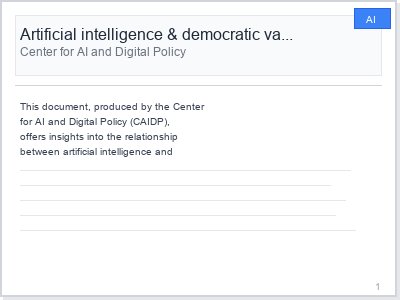 AI
Artificial intelligence & democratic va...
Center for AI and Digital Policy
This document, produced by the Center
for AI and Digital Policy (CAIDP),
offers insights into the relationship
between artificial intelligence and
1